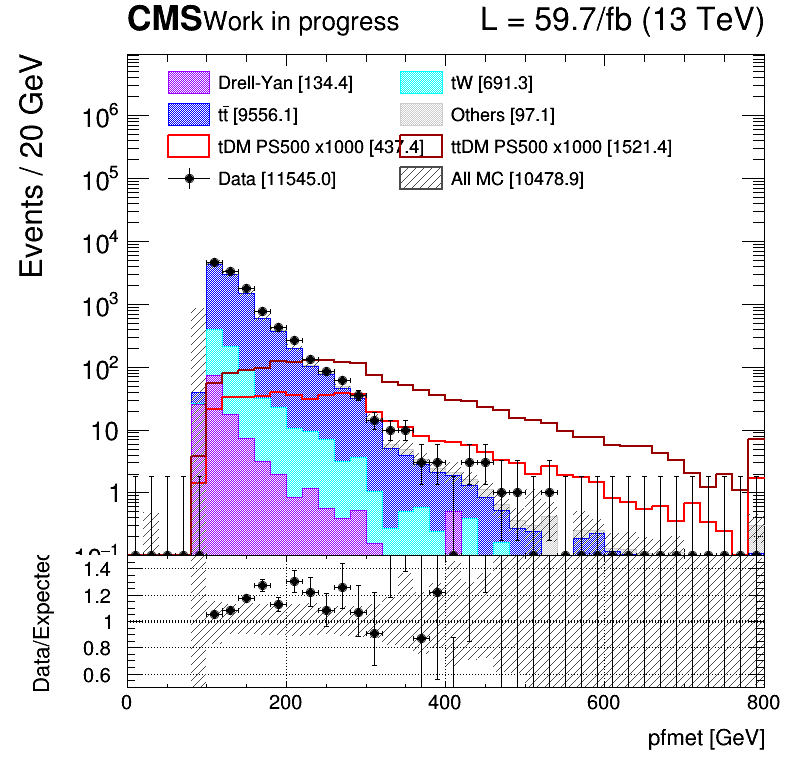 CMS Work in progress L = 59.7/fb (13 TeV)
Events / 20 GeV
Drell-Yan [134.4] tW [691.3]
tt̄ [9556.1] Others [97.1]
tDM PS500 x1000 [437.4] ttDM PS500 x1000 [1521.4]
Data [11545.0] All MC [10478.9]
10⁶
10⁵
10⁴
10³
10²
10
1
10⁻¹
Data/Expected
1.4
1.2
1
0.8
0.6
0 200 400 600 800
pfmet [GeV]